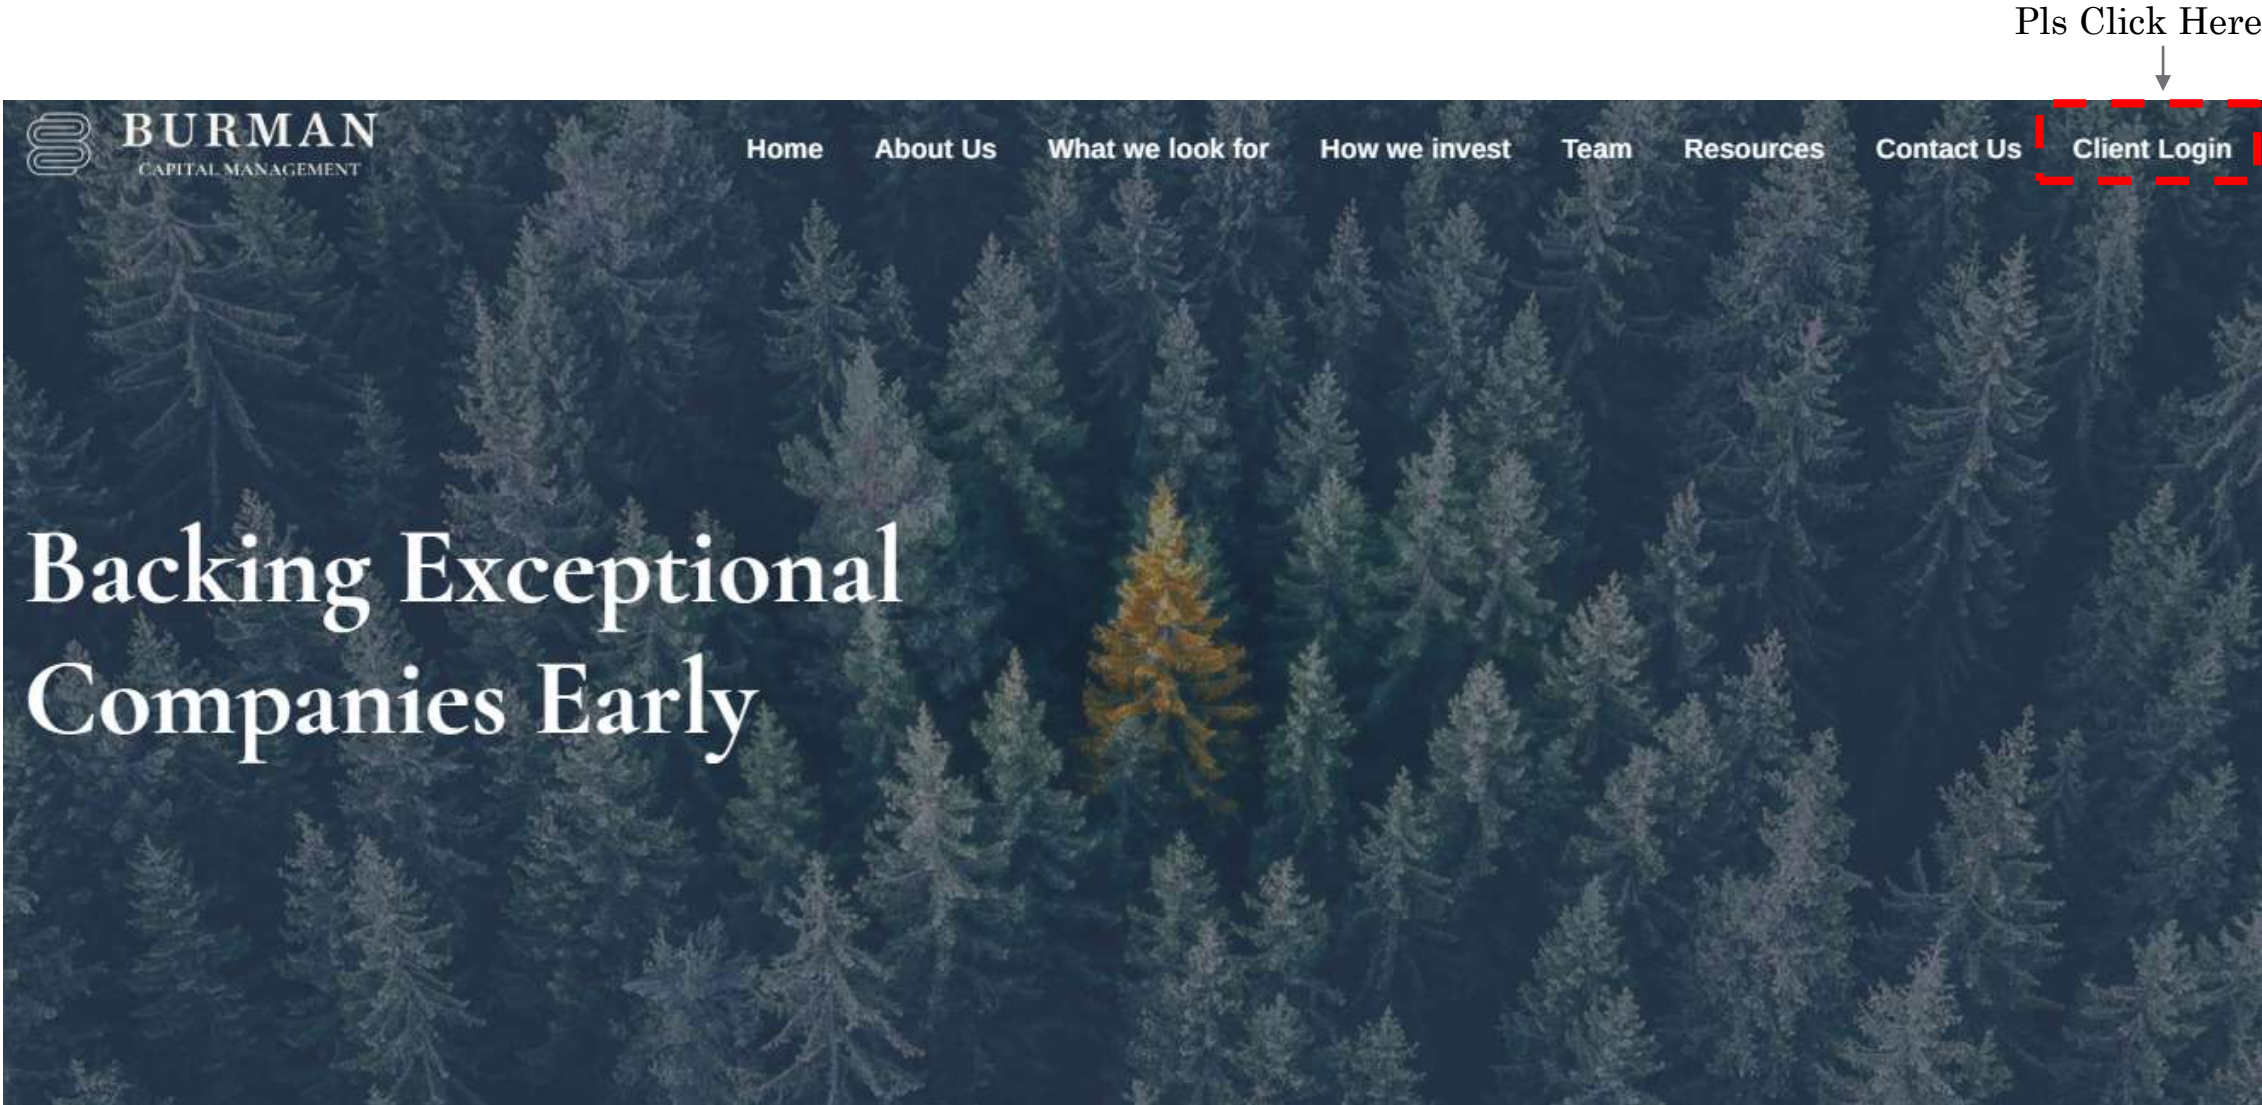 Pls Click Here
BURMAN
CAPITAL MANAGEMENT
Home About Us What we look for How we invest Team Resources Contact Us Client Login
Backing Exceptional
Companies Early